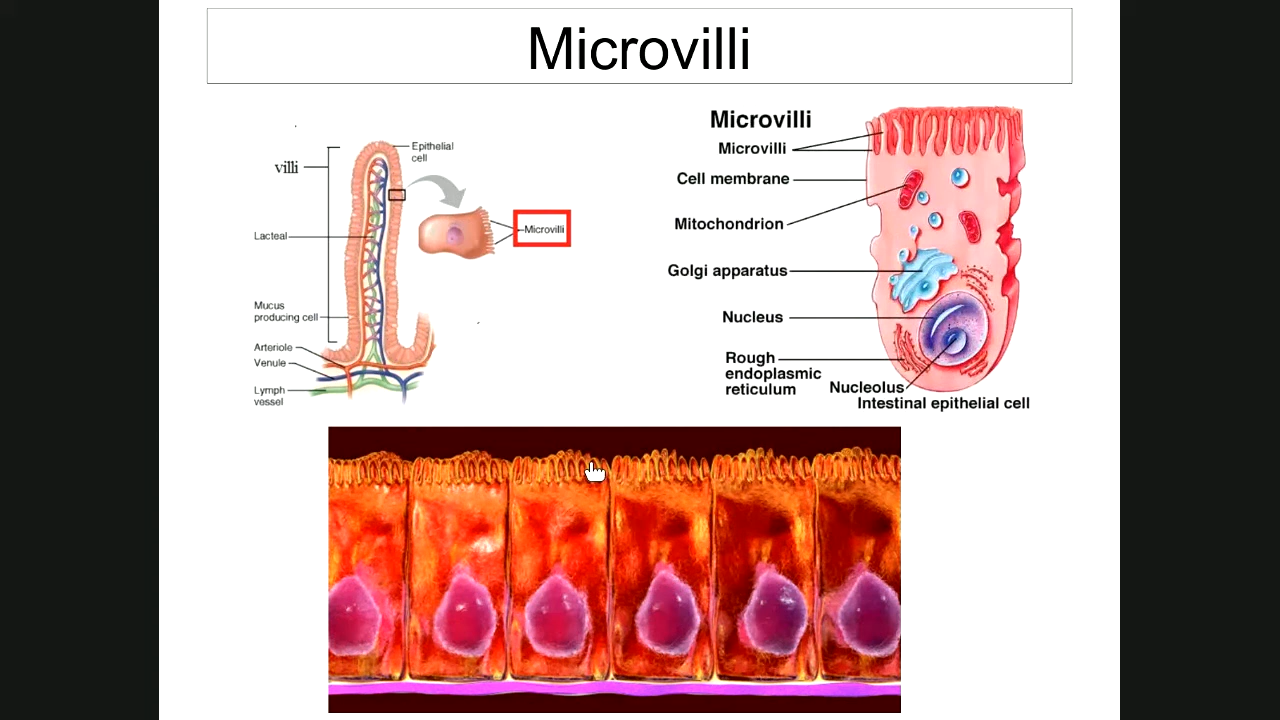 Microvilli
villi
Epithelial
cell
Lacteal
Microvilli
Mucus
producing cell
Arteriole
Venule
Lymph
vessel
Microvilli
Microvilli
Cell membrane
Mitochondrion
Golgi apparatus
Nucleus
Rough
endoplasmic
reticulum
Nucleolus
Intestinal epithelial cell